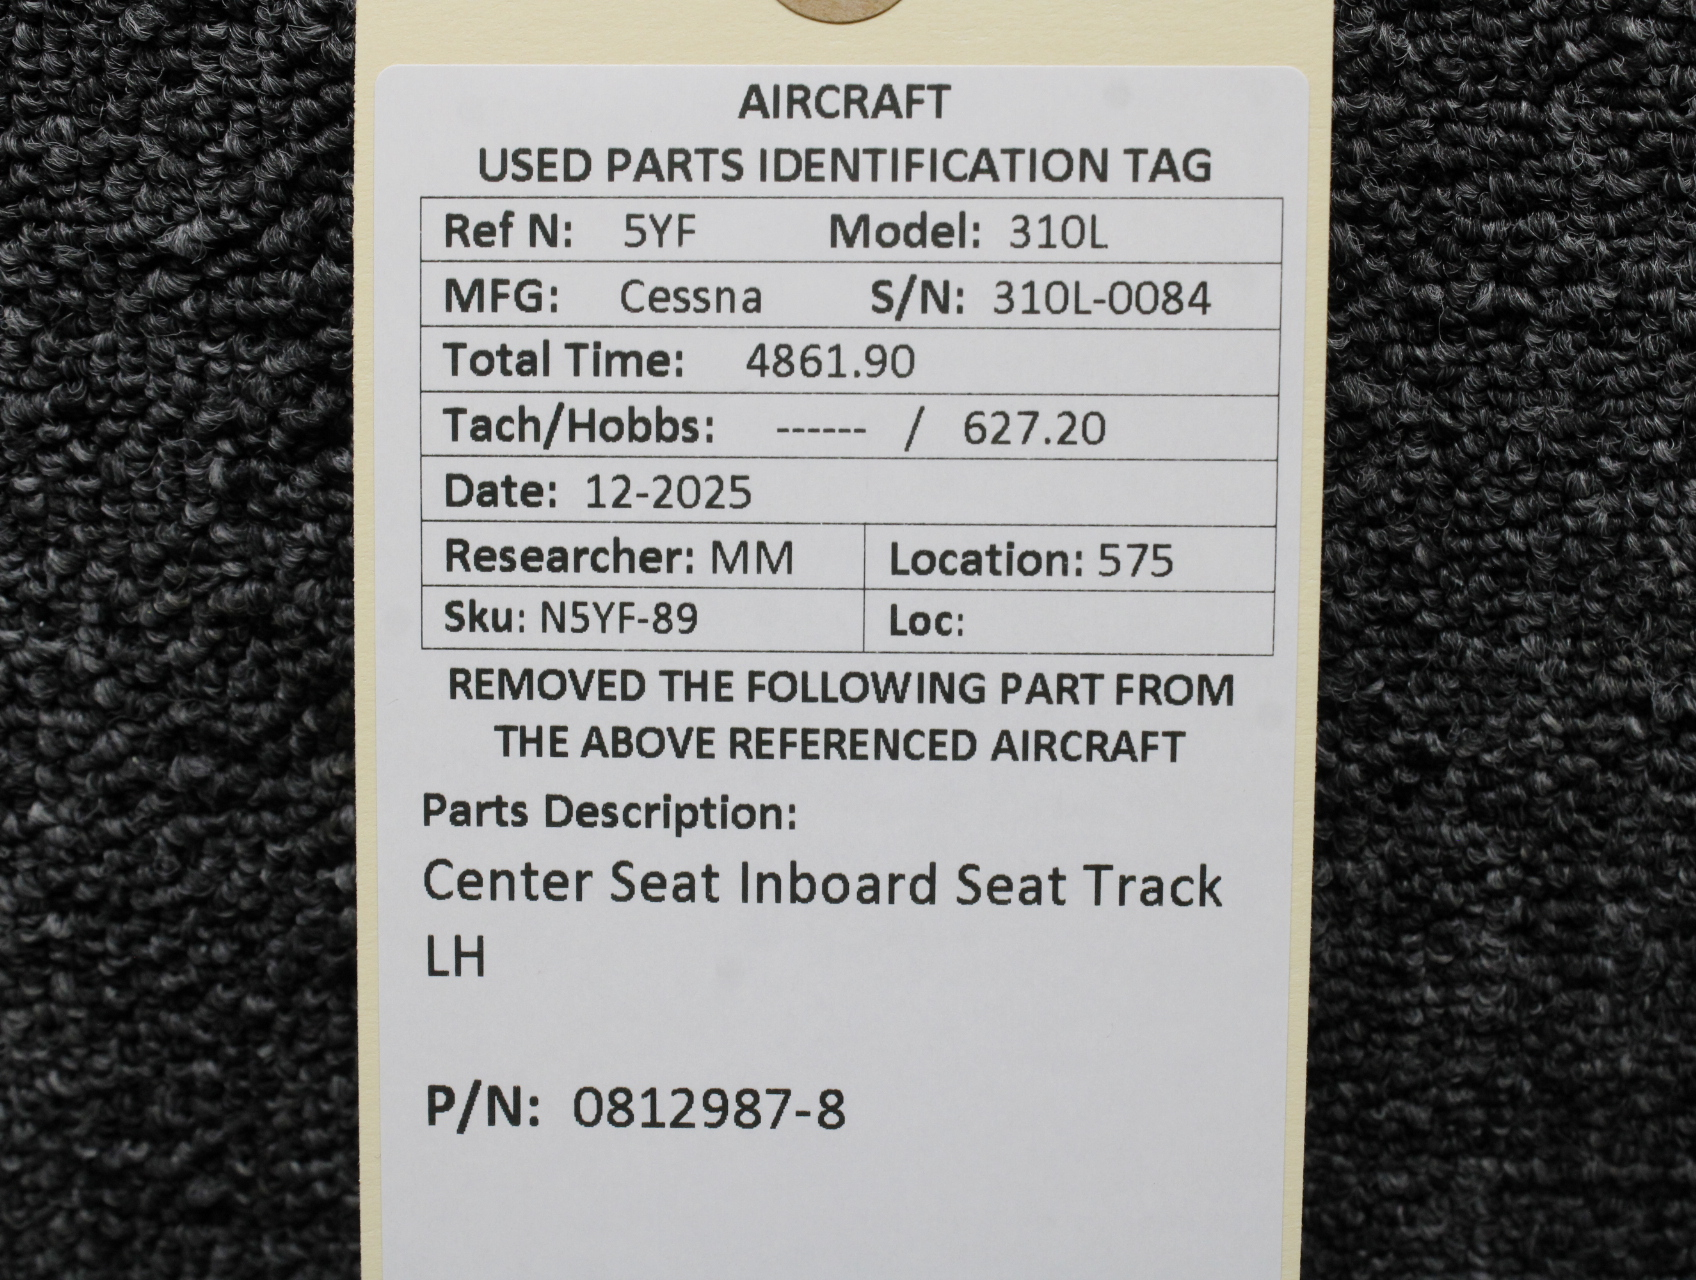 AIRCRAFT
USED PARTS IDENTIFICATION TAG
Ref N: 5YF Model: 310L
MFG: Cessna S/N: 310L-0084
Total Time: 4861.90
Tach/Hobbs: ------ / 627.20
Date: 12-2025
Researcher: MM Location: 575
Sku: N5YF-89 Loc:
REMOVED THE FOLLOWING PART FROM
THE ABOVE REFERENCED AIRCRAFT
Parts Description:
Center Seat Inboard Seat Track
LH
P/N: 0812987-8